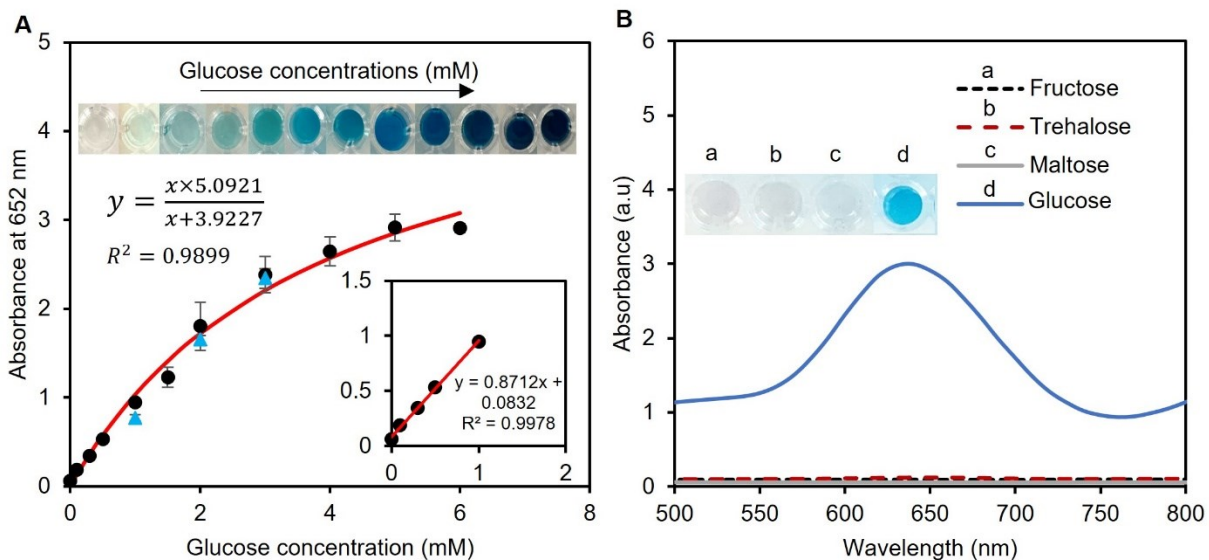 A
5
4
3
2
1
0
Absorbance at 652 nm
Glucose concentrations (mM)
y = x×5.0921 / x+3.9227
R² = 0.9899
1.5
1
0.5
0
y = 0.8712x +
0.0832
R² = 0.9978
0 1 2
0 2 4 6 8
Glucose concentration (mM)
B
6
5
4
3
2
1
0
Absorbance (a.u)
a
Fructose
b
Trehalose
c
Maltose
d
Glucose
a b c d
500 550 600 650 700 750 800
Wavelength (nm)